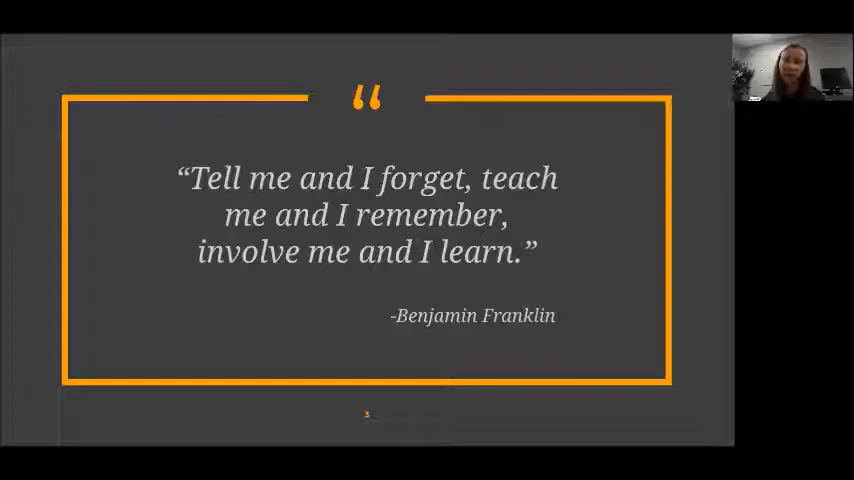 “
“Tell me and I forget, teach
me and I remember,
involve me and I learn.”
-Benjamin Franklin
3